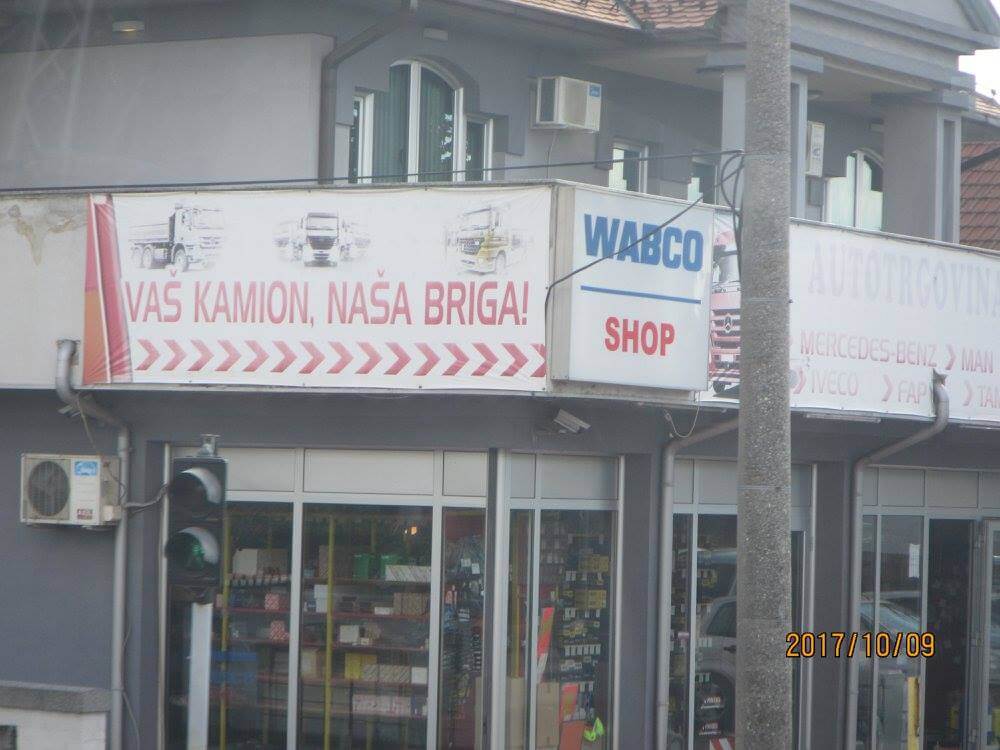 VAŠ KAMION, NAŠA BRIGA!
WABCO
SHOP
AUTOTRGOVINA
MERCEDES-BENZ MAN
IVECO FAP
2017/10/09